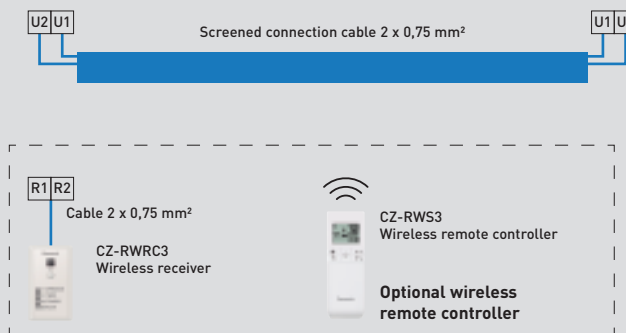 U2 U1
Screened connection cable 2 x 0,75 mm²
U1
R1 R2
Cable 2 x 0,75 mm²
CZ-RWRC3
Wireless receiver
CZ-RWS3
Wireless remote controller
Optional wireless
remote controller